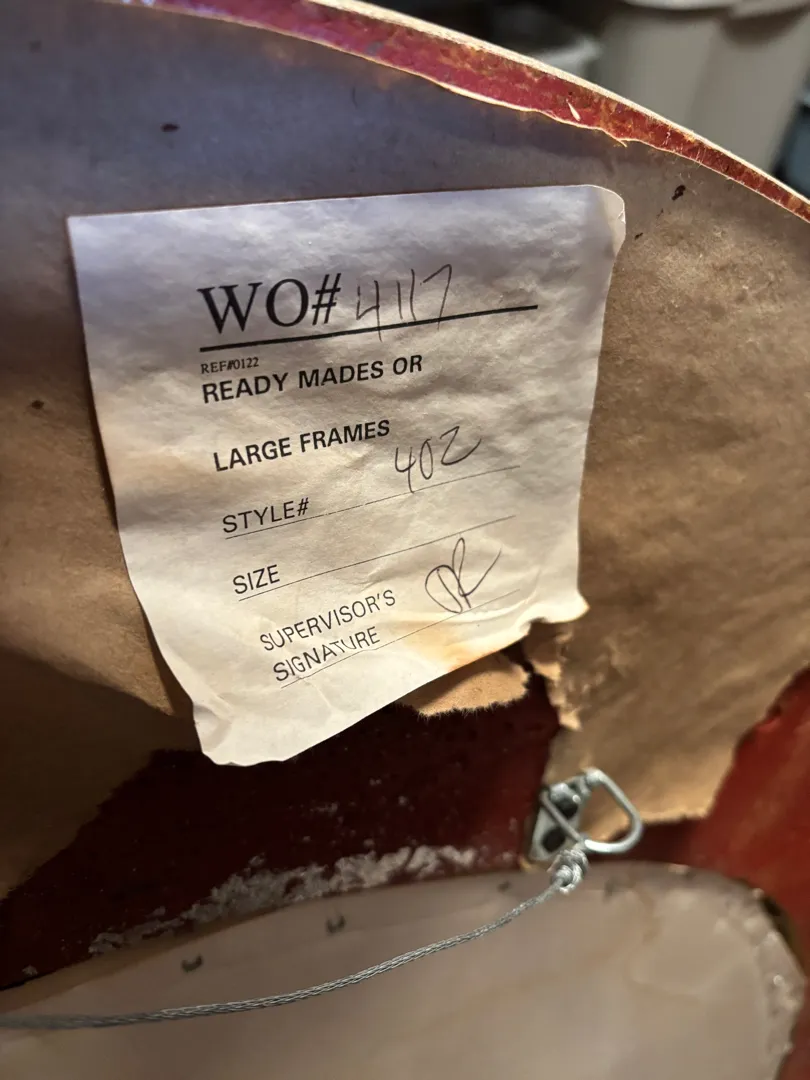 WO# 4117
REF#0122
READY MADES OR
LARGE FRAMES
STYLE# 402
SIZE
SUPERVISOR'S
SIGNATURE